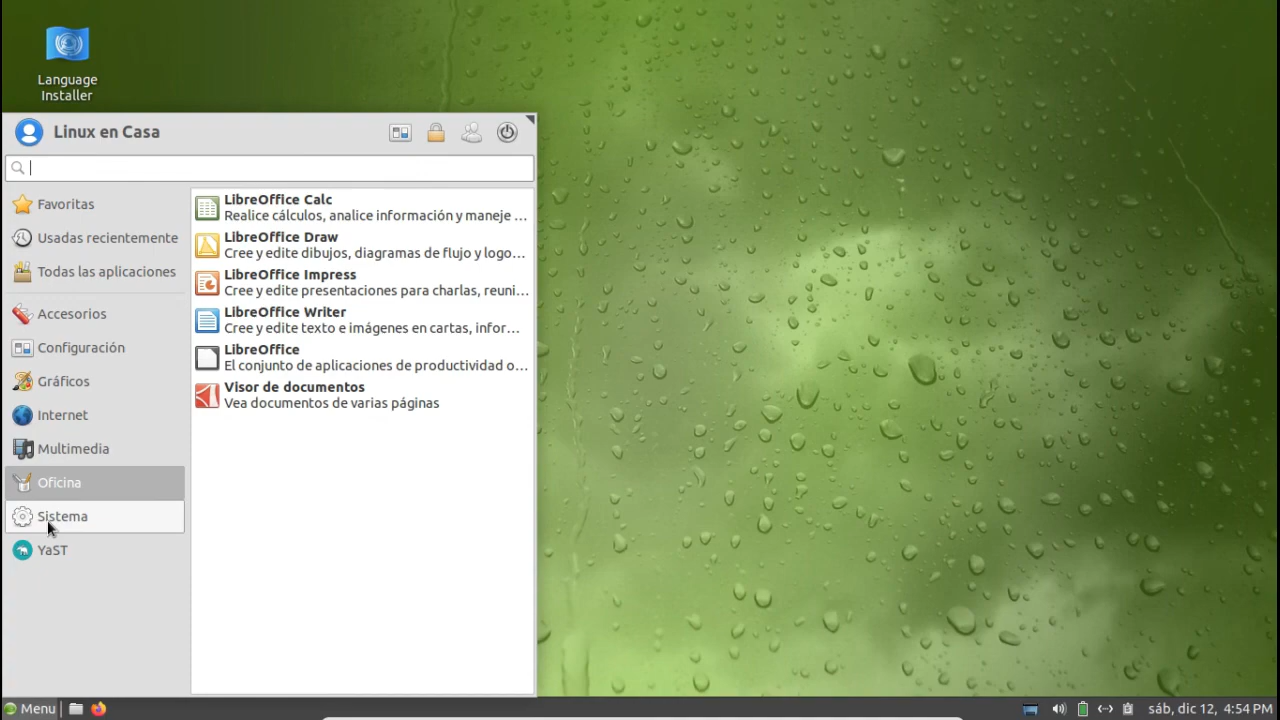 Language
Installer
Linux en Casa
Favoritas
Usadas recientemente
Todas las aplicaciones
Accesorios
Configuración
Gráficos
Internet
Multimedia
Oficina
Sistema
YaST
LibreOffice Calc
Realice cálculos, analice información y maneje ...
LibreOffice Draw
Cree y edite dibujos, diagramas de flujo y logo...
LibreOffice Impress
Cree y edite presentaciones para charlas, reuni...
LibreOffice Writer
Cree y edite texto e imágenes en cartas, infor...
LibreOffice
El conjunto de aplicaciones de productividad o...
Visor de documentos
Vea documentos de varias páginas
Menu
sáb, dic 12, 4:54 PM